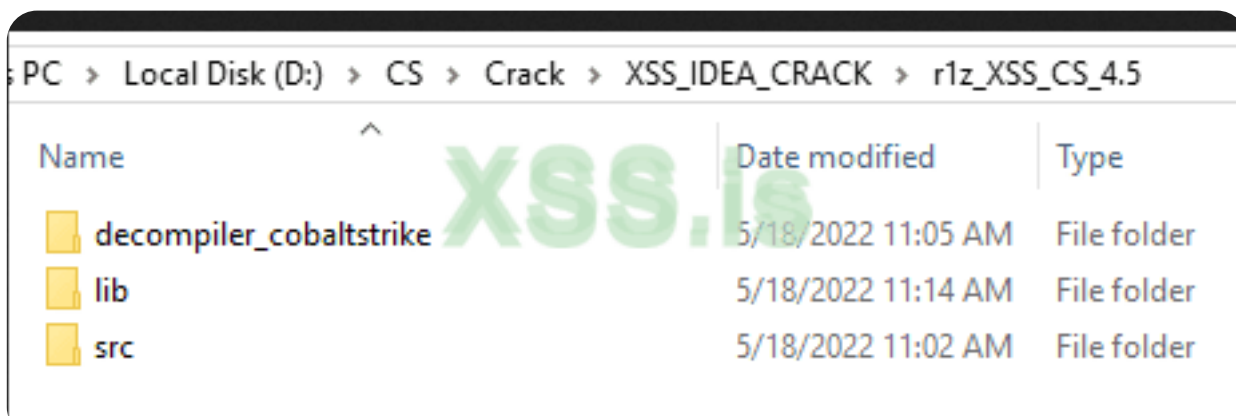 s PC > Local Disk (D:) > CS > Crack > XSS_IDEA_CRACK > r1z_XSS_CS_4.5
Name Date modified Type
XSS.is
decompiler_cobaltstrike 5/18/2022 11:05 AM File folder
lib 5/18/2022 11:14 AM File folder
src 5/18/2022 11:02 AM File folder